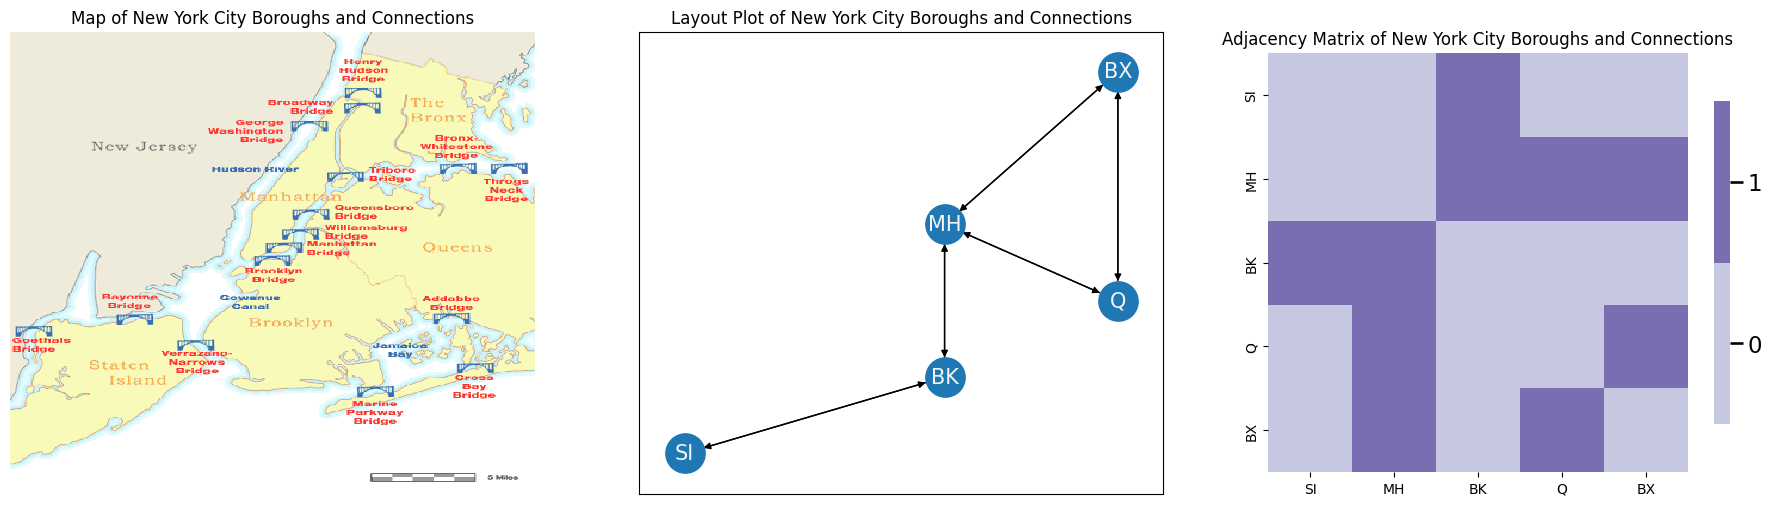 Map of New York City Boroughs and Connections
Henry
Hudson
Bridge
Broadway
Bridge
The
Bronx
George
Washington
Bridge
New Jersey
Bronx-
Whitestone
Bridge
Hudson River
Triboro
Bridge
Throgs
Neck
Bridge
Manhattan
Queensboro
Bridge
Williamsburg
Bridge
Manhattan
Bridge
Queens
Brooklyn
Bridge
Bayonne
Bridge
Gowanus
Canal
Addabbo
Bridge
Brooklyn
Goethals
Bridge
Verrazano-
Narrows
Bridge
Jamaica
Bay
Staten
Island
Cross
Bay
Bridge
Marine
Parkway
Bridge
5 Miles
Layout Plot of New York City Boroughs and Connections
BX
MH
Q
BK
SI
Adjacency Matrix of New York City Boroughs and Connections
SI
MH
BK
Q
BX
SI MH BK Q BX
1
0